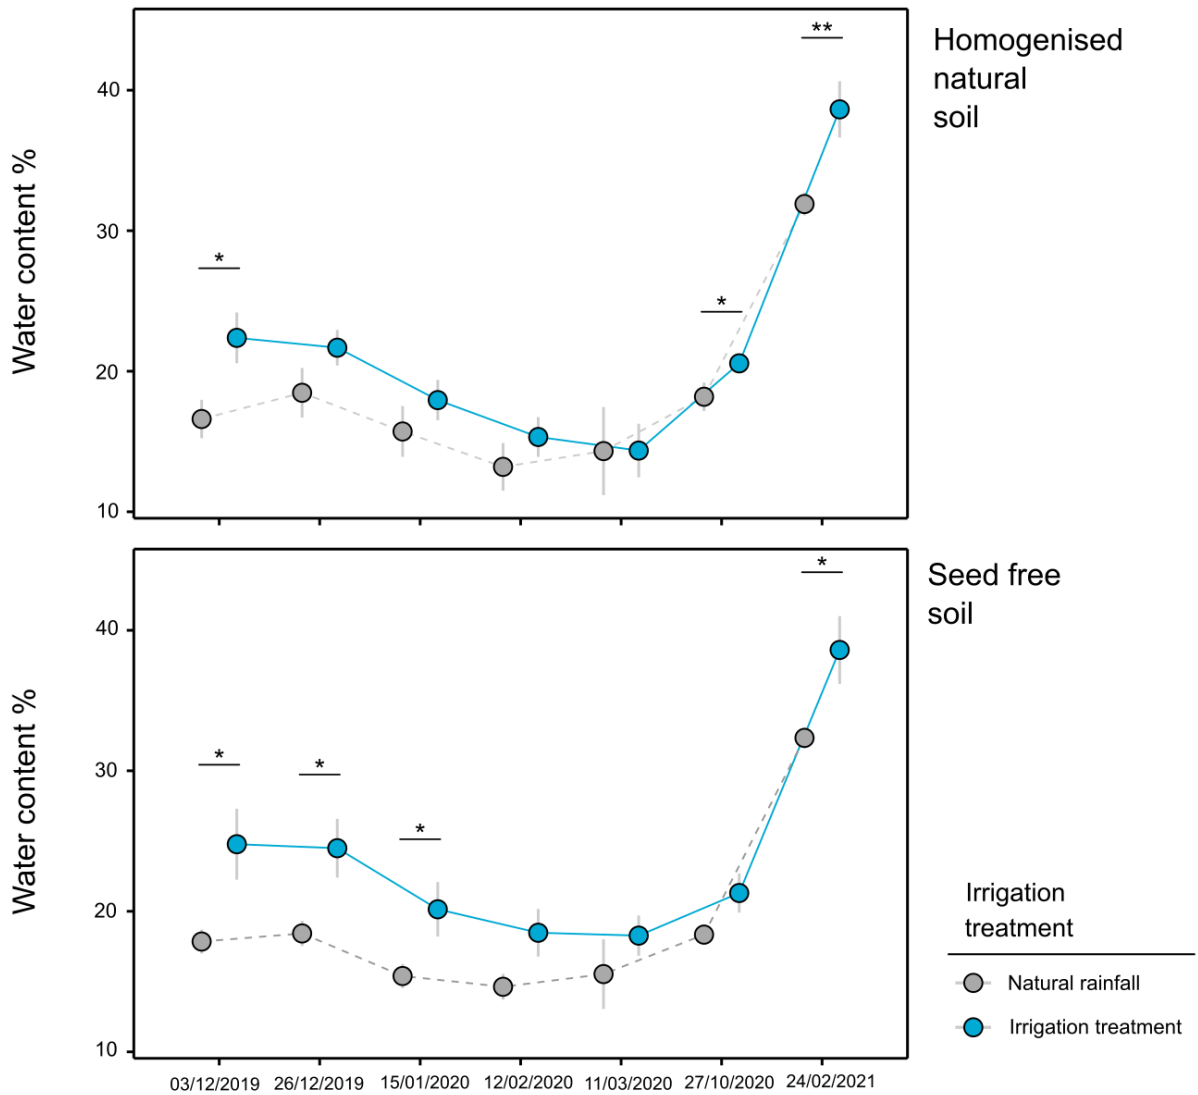 **
Homogenised
natural
soil
40
Water content %
30
*
*
20
10
*
Seed free
soil
40
Water content %
30
*
*
*
20
10
Irrigation
treatment
Natural rainfall
Irrigation treatment
03/12/2019 26/12/2019 15/01/2020 12/02/2020 11/03/2020 27/10/2020 24/02/2021